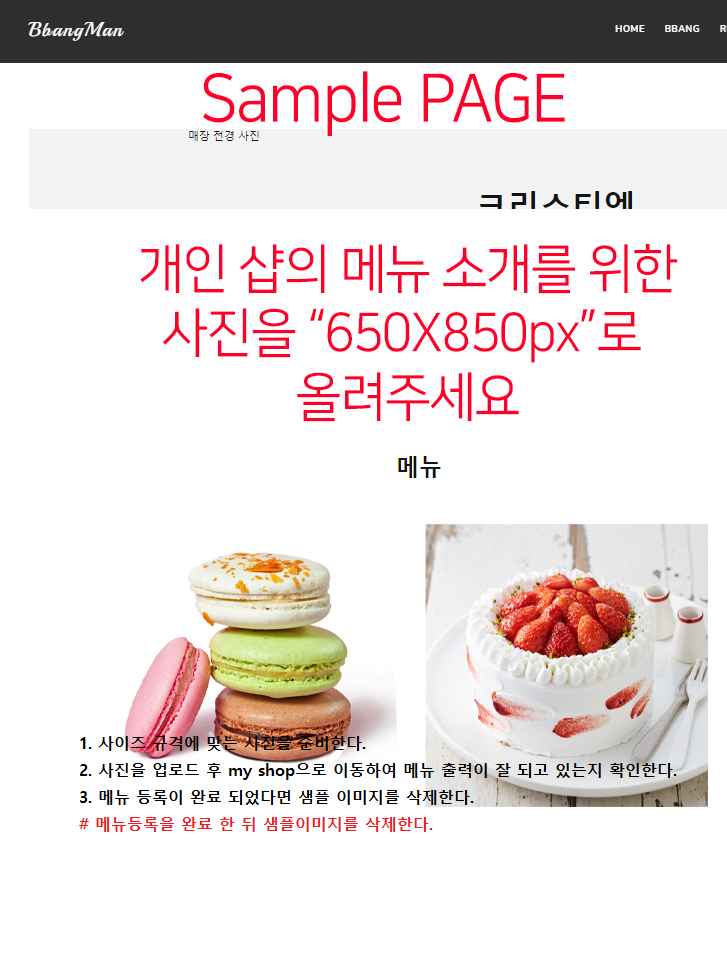 BbangMan
HOME BBANG
Sample PAGE
매장 전경 사진
크리스티엔
개인 샵의 메뉴 소개를 위한
사진을 “650X850px”로
올려주세요
메뉴
1. 사이즈 규격에 맞는 사진을 준비한다.
2. 사진을 업로드 후 my shop으로 이동하여 메뉴 출력이 잘 되고 있는지 확인한다.
3. 메뉴 등록이 완료 되었다면 샘플 이미지를 삭제한다.
# 메뉴등록을 완료 한 뒤 샘플이미지를 삭제한다.